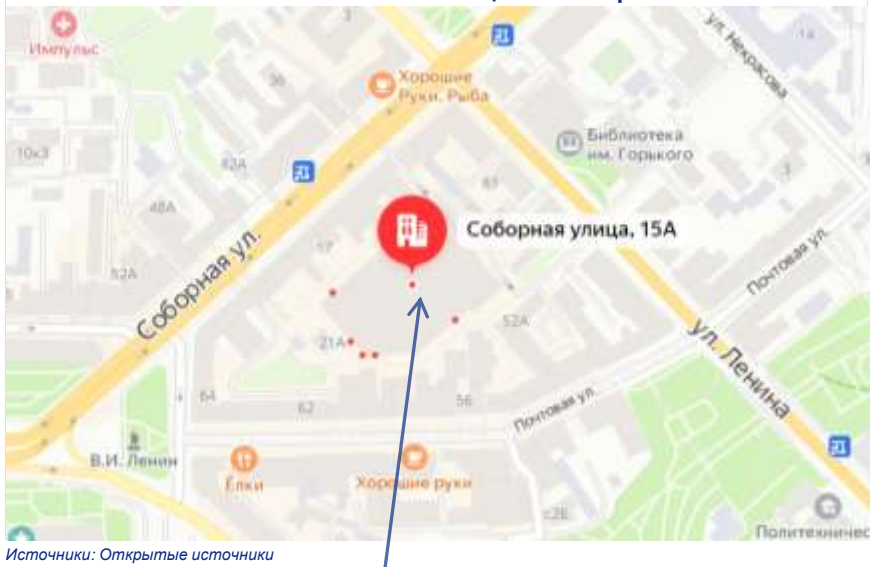 Импульс
3
ул. Некрасова
1а
36
Хорошие
Руки. Рыба
Библиотека
им. Горького
10к3
42А
61
3
48А
17
Соборная улица, 15А
52А
Соборная ул.
Почтовая ул.
52А
21А
ул. Ленина
64
62
56
Почтовая ул.
В.И. Ленин
Ёлки
Хорошие руки
с2Б
Политехничес
Источники: Открытые источники